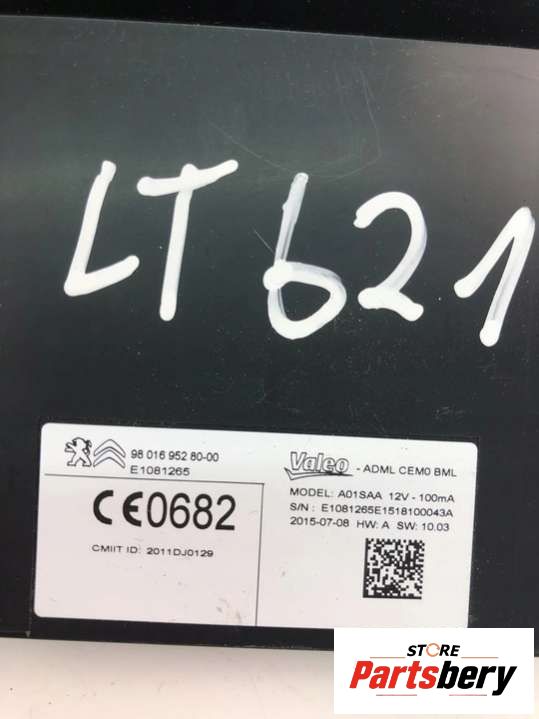 LT621
98 016 952 80-00
E1081265
CE0682
CMIIT ID: 2011DJ0129
Valeo - ADML CEM0 BML
MODEL: A01SAA 12V - 100mA
S/N : E1081265E1518100043A
2015-07-08 HW: A SW: 10.03
STORE
Partsbery